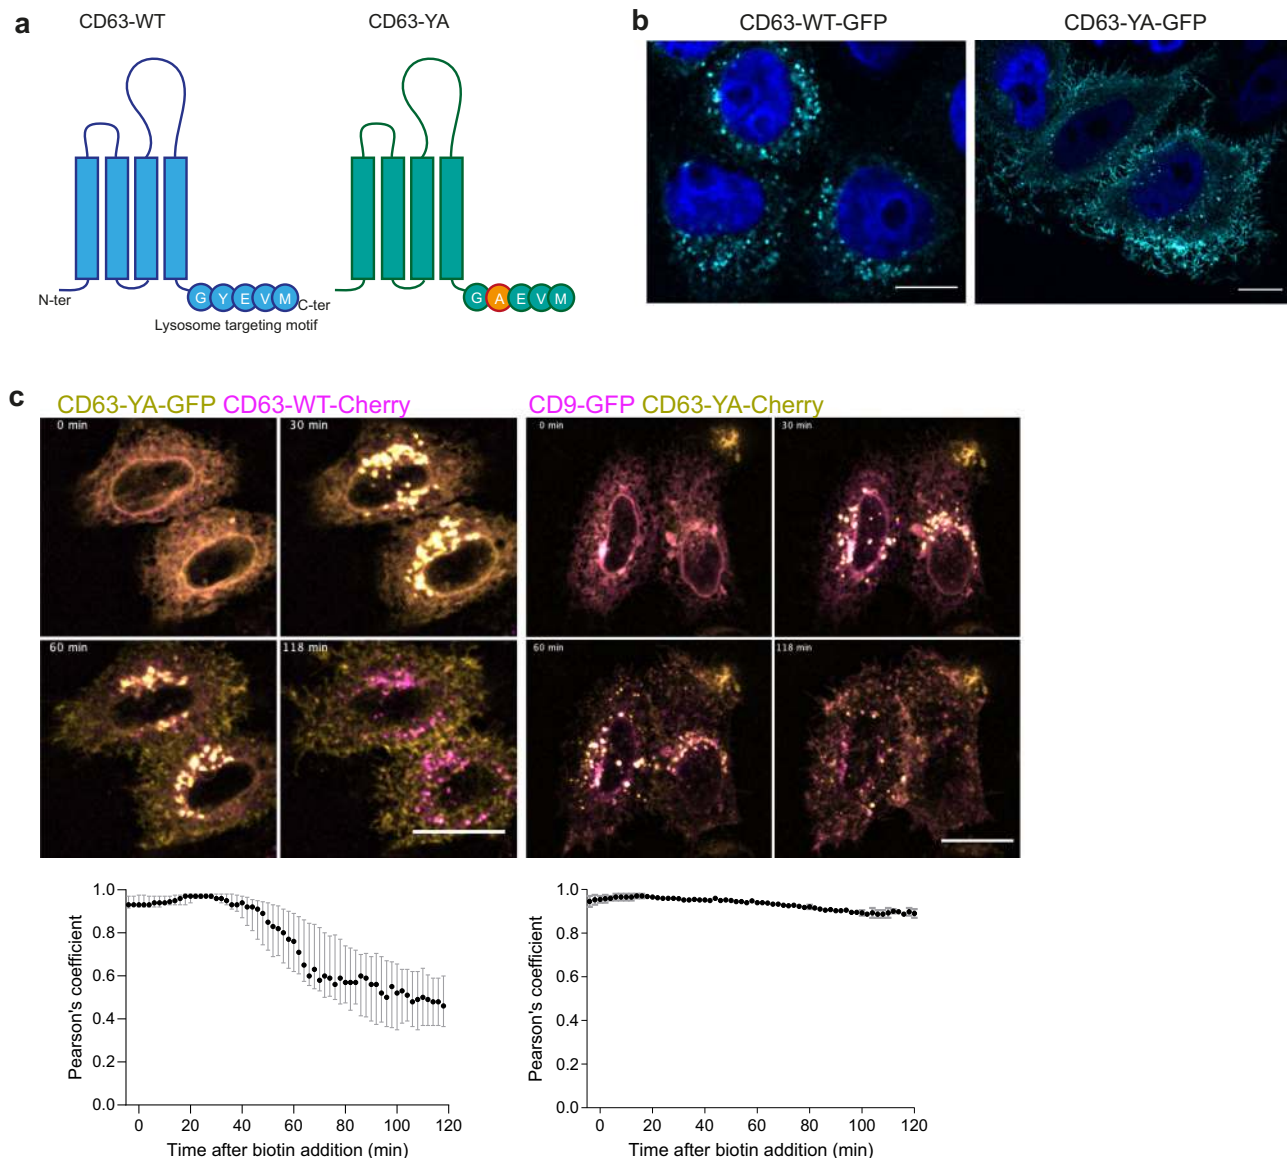 a
CD63-WT
CD63-YA
N-ter
G Y E V M
C-ter
Lysosome targeting motif
G A E V M
b
CD63-WT-GFP
CD63-YA-GFP
c
CD63-YA-GFP CD63-WT-Cherry
0 min
30 min
60 min
118 min
CD9-GFP CD63-YA-Cherry
0 min
30 min
60 min
118 min
Pearson's coefficient
1.0
0.8
0.6
0.4
0.2
0.0
0 20 40 60 80 100 120
Time after biotin addition (min)
Pearson's coefficient
1.0
0.8
0.6
0.4
0.2
0.0
0 20 40 60 80 100 120
Time after biotin addition (min)